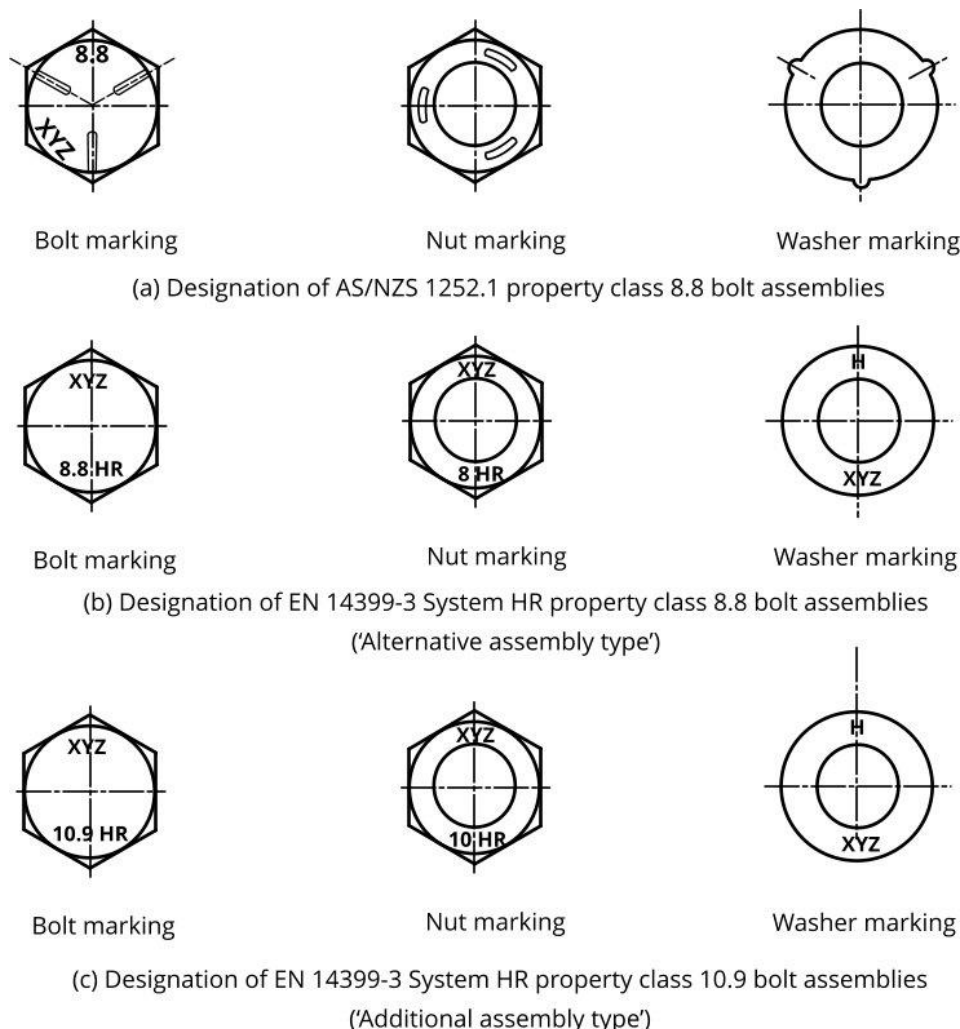 8.8
XYZ
Bolt marking
Nut marking
Washer marking
(a) Designation of AS/NZS 1252.1 property class 8.8 bolt assemblies
XYZ
8.8 HR
XYZ
8 HR
H
XYZ
Bolt marking
Nut marking
Washer marking
(b) Designation of EN 14399-3 System HR property class 8.8 bolt assemblies
(‘Alternative assembly type’)
XYZ
10.9 HR
XYZ
10 HR
H
XYZ
Bolt marking
Nut marking
Washer marking
(c) Designation of EN 14399-3 System HR property class 10.9 bolt assemblies
(‘Additional assembly type’)